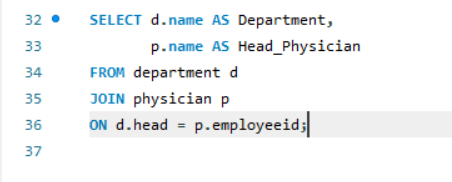 32 SELECT d.name AS Department,
33 p.name AS Head_Physician
34 FROM department d
35 JOIN physician p
36 ON d.head = p.employeeid;
37